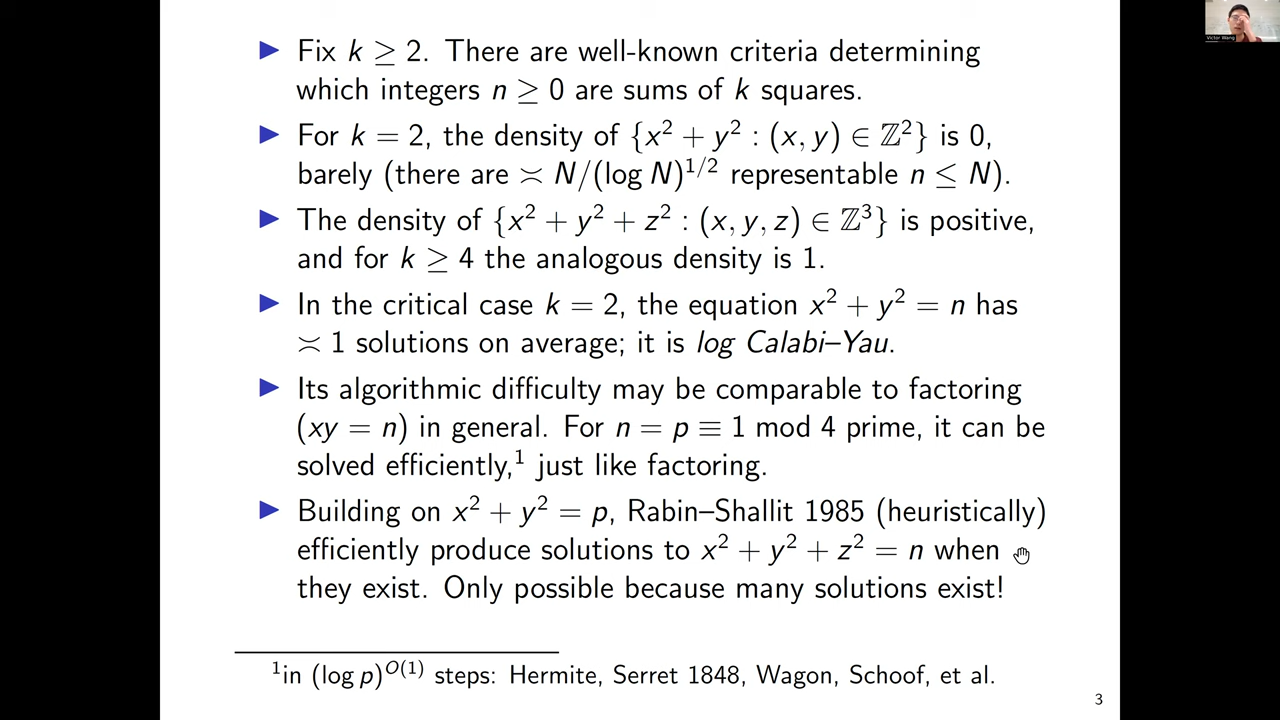 ▶ Fix k ≥ 2. There are well-known criteria determining
which integers n ≥ 0 are sums of k squares.
▶ For k = 2, the density of {x² + y² : (x, y) ∈ ℤ²} is 0,
barely (there are ≍ N/(log N)^{1/2} representable n ≤ N).
▶ The density of {x² + y² + z² : (x, y, z) ∈ ℤ³} is positive,
and for k ≥ 4 the analogous density is 1.
▶ In the critical case k = 2, the equation x² + y² = n has
≍ 1 solutions on average; it is log Calabi–Yau.
▶ Its algorithmic difficulty may be comparable to factoring
(xy = n) in general. For n = p ≡ 1 mod 4 prime, it can be
solved efficiently,¹ just like factoring.
▶ Building on x² + y² = p, Rabin–Shallit 1985 (heuristically)
efficiently produce solutions to x² + y² + z² = n when
they exist. Only possible because many solutions exist!
¹in (log p)^{O(1)} steps: Hermite, Serret 1848, Wagon, Schoof, et al.
3
Victor Wang